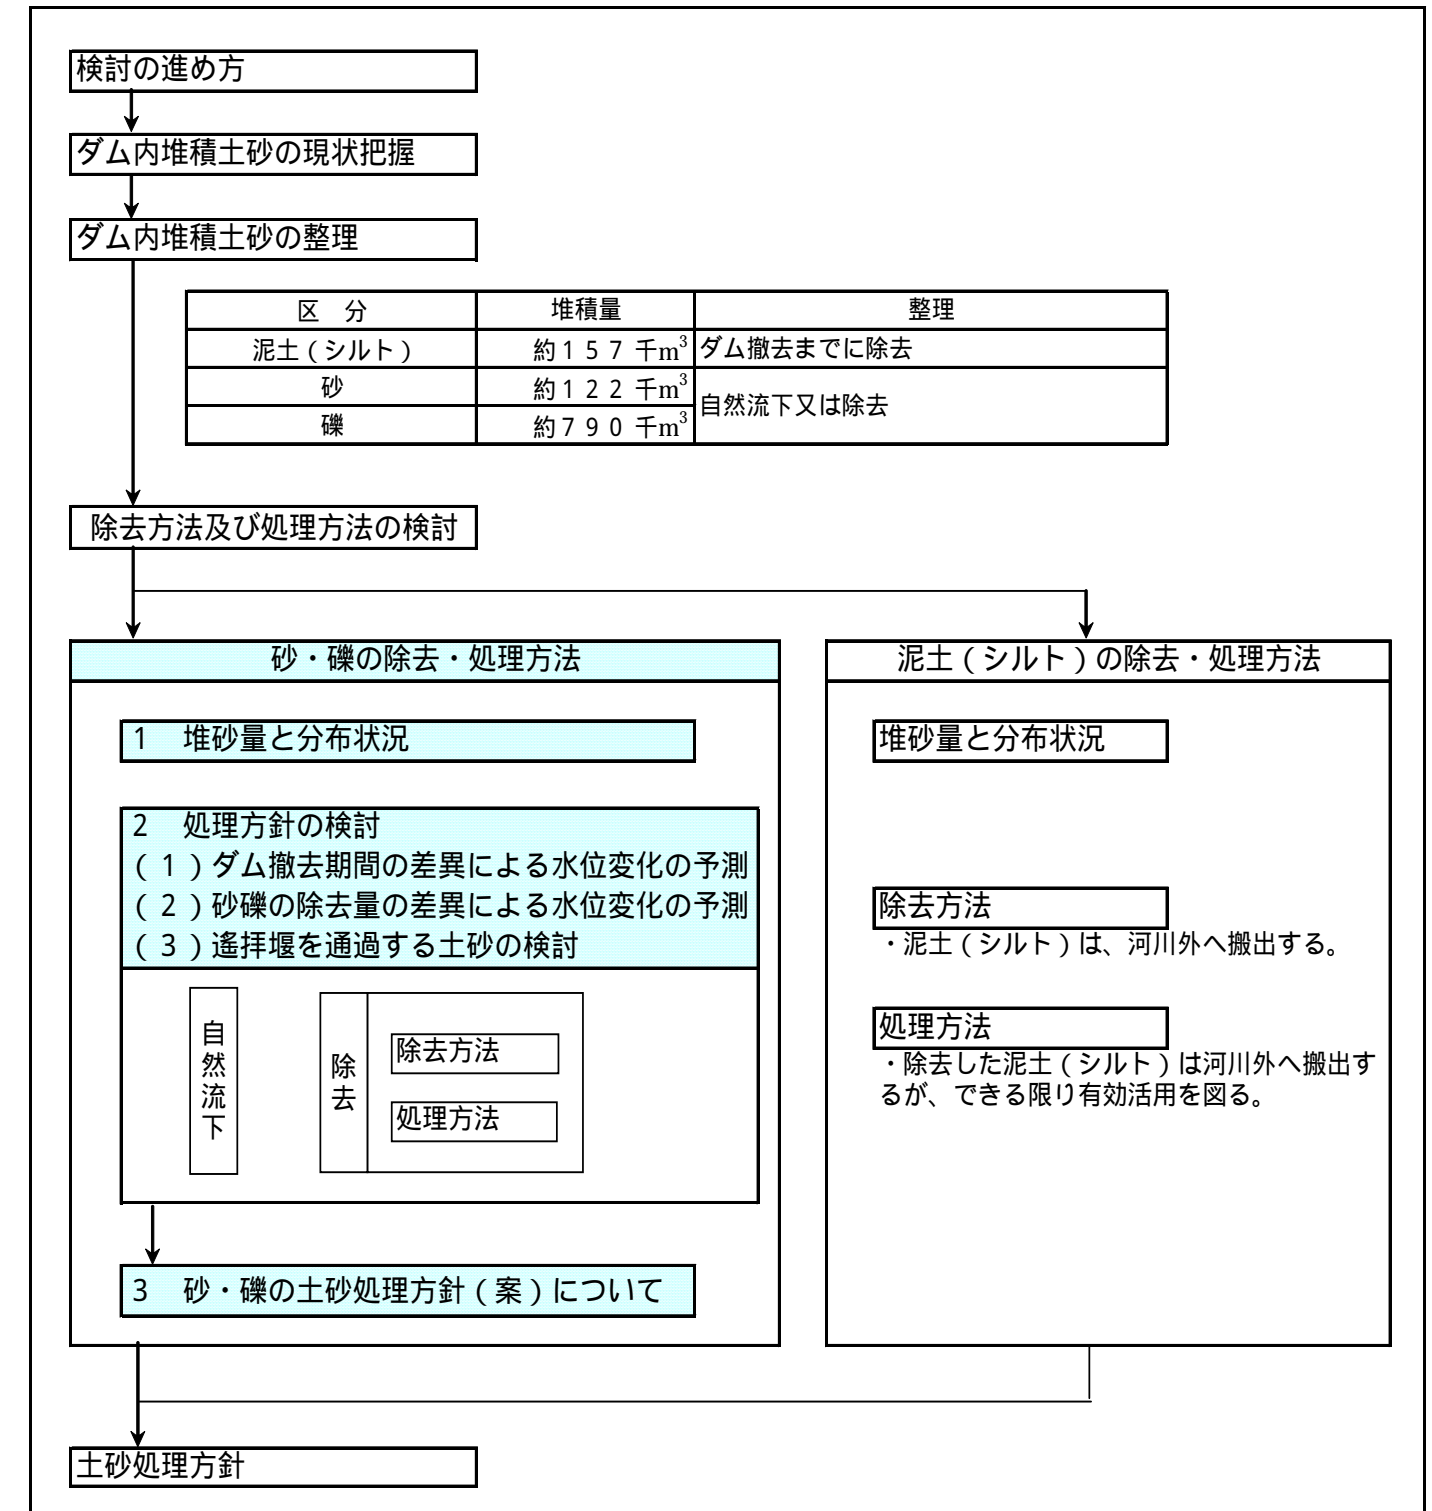 検討の進め方
ダム内堆積土砂の現状把握
ダム内堆積土砂の整理
区　分 堆積量 整理
泥土（シルト） 約１５７千m³ ダム撤去までに除去
砂 約１２２千m³
自然流下又は除去
礫 約７９０千m³
除去方法及び処理方法の検討
砂・礫の除去・処理方法
1　堆砂量と分布状況
2　処理方針の検討
（1）ダム撤去期間の差異による水位変化の予測
（2）砂礫の除去量の差異による水位変化の予測
（3）遙拝堰を通過する土砂の検討
自然流下
除去
除去方法
処理方法
3　砂・礫の土砂処理方針（案）について
泥土（シルト）の除去・処理方法
堆砂量と分布状況
除去方法
・泥土（シルト）は、河川外へ搬出する。
処理方法
・除去した泥土（シルト）は河川外へ搬出す
るが、できる限り有効活用を図る。
土砂処理方針